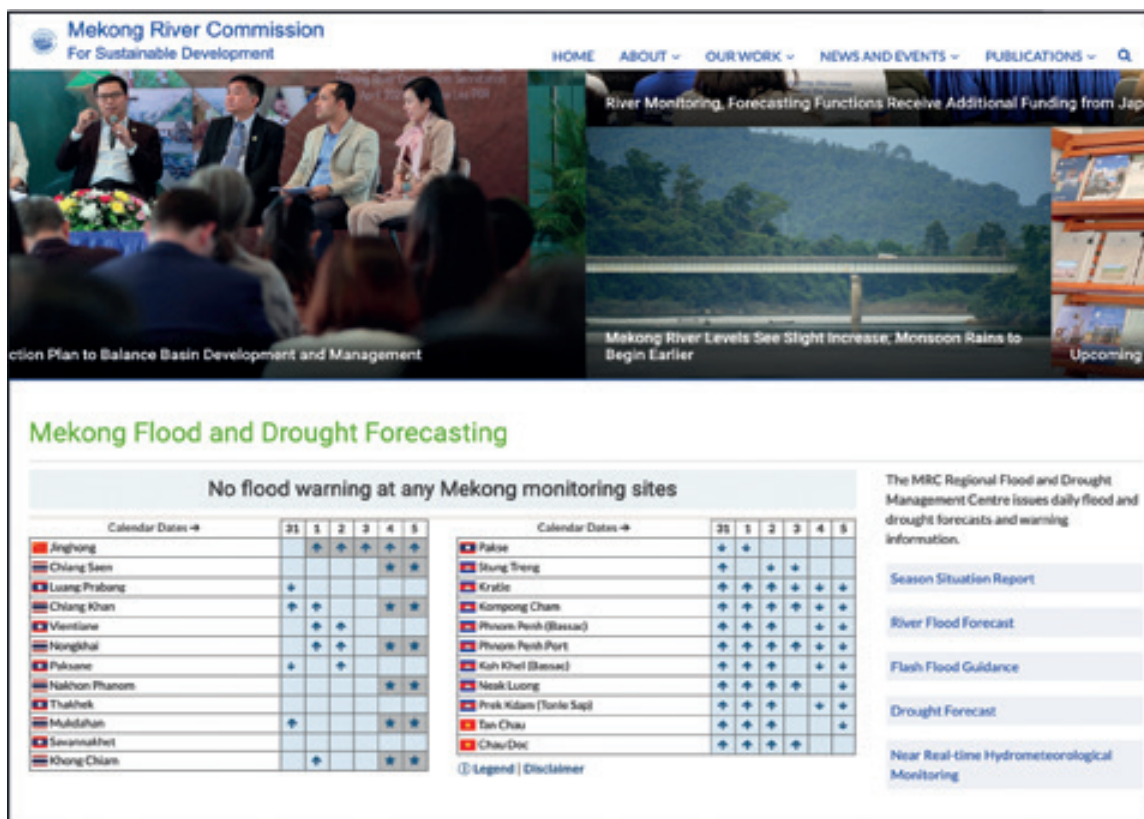 Mekong River Commission
For Sustainable Development
HOME ABOUT OUR WORK NEWS AND EVENTS PUBLICATIONS
River Monitoring, Forecasting Functions Receive Additional Funding from Jap
ction Plan to Balance Basin Development and Management
Mekong River Levels See Slight Increase, Monsoon Rains to
Begin Earlier
Upcoming
Mekong Flood and Drought Forecasting
No flood warning at any Mekong monitoring sites
Calendar Dates → 31 1 2 3 4 5
Jinghong
Chiang Saen
Luang Prabang
Chiang Khan
Vientiane
Nongkhai
Paksane
Nakhon Phanom
Thakhek
Mukdahan
Savannakhet
Khong Chiam
Calendar Dates → 31 1 2 3 4 5
Pakse
Stung Treng
Kratie
Kompong Cham
Phnom Penh (Bassac)
Phnom Penh Port
Koh Khel (Bassac)
Neak Luong
Prek Kdam (Tonle Sap)
Tan Chau
Chau Doc
Legend | Disclaimer
The MRC Regional Flood and Drought
Management Centre issues daily flood and
drought forecasts and warning
information.
Season Situation Report
River Flood Forecast
Flash Flood Guidance
Drought Forecast
Near Real-time Hydrometeorological
Monitoring